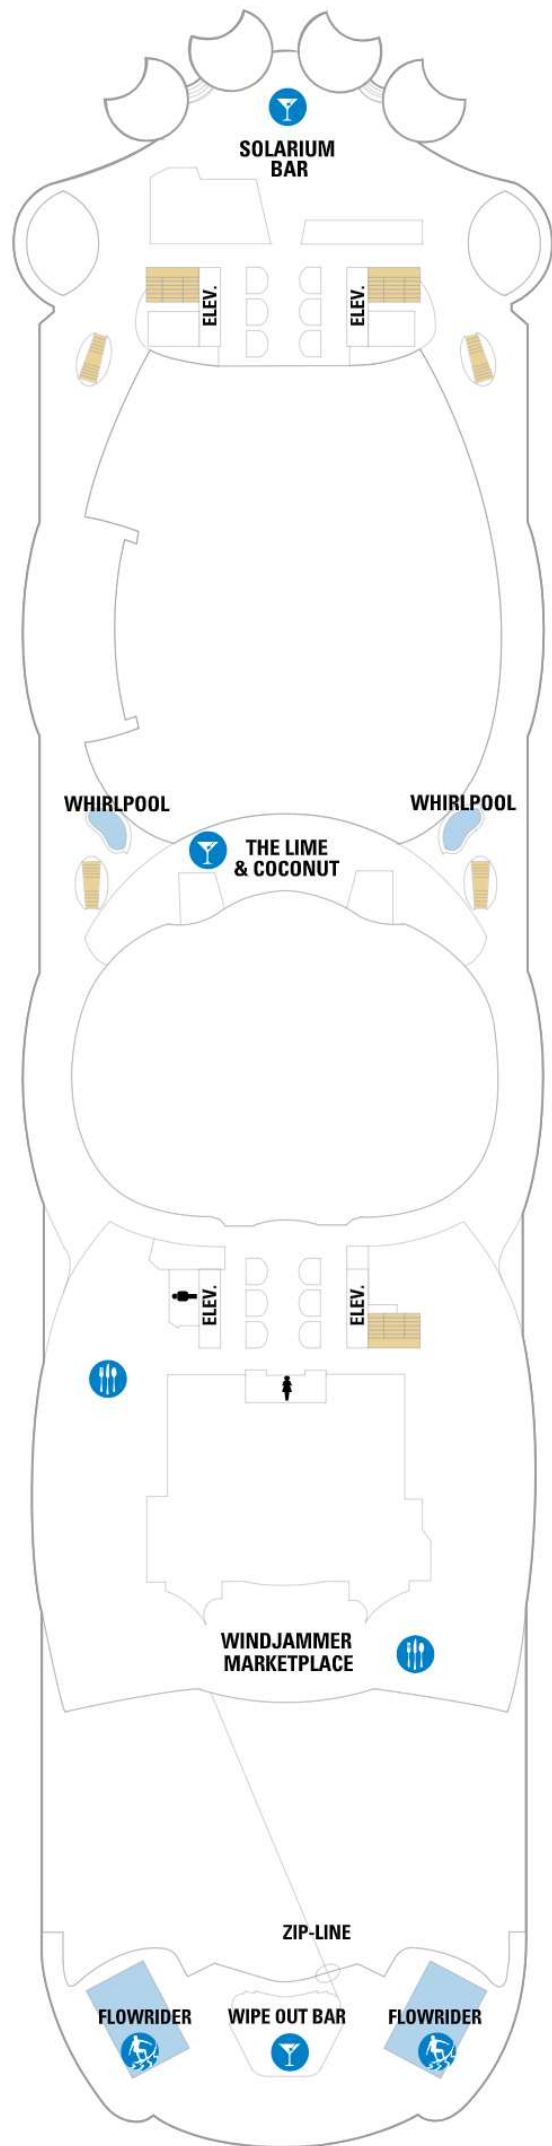 SOLARIUM
BAR
ELEV.
ELEV.
WHIRLPOOL
WHIRLPOOL
THE LIME
& COCONUT
ELEV.
ELEV.
WINDJAMMER
MARKETPLACE
ZIP-LINE
FLOWRIDER
WIPE OUT BAR
FLOWRIDER